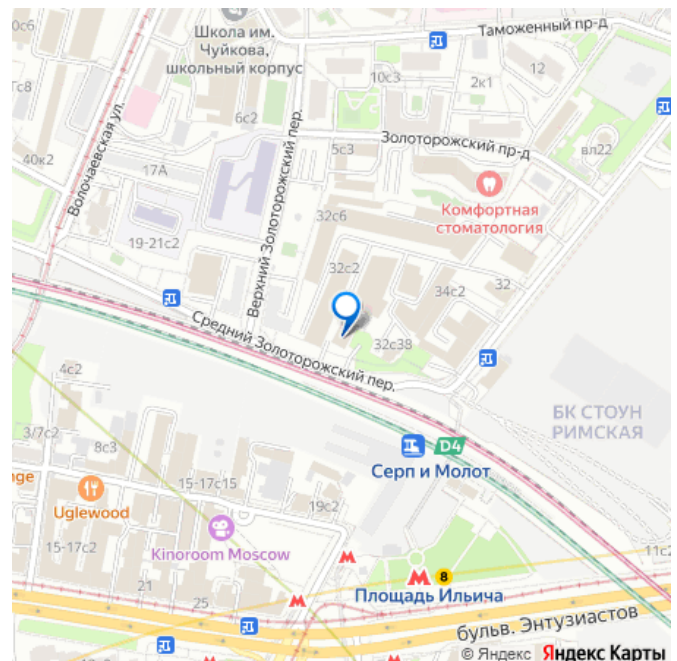 10с6
Школа им.
Чуйкова,
школьный корпус
Таможенный пр-д
7с8
10с3
2к1
12
6с2
Волочаевская ул.
Золоторожский пр-д
5с3
вл22
40к2
17А
Верхний Золоторожский пер.
Комфортная
стоматология
32с6
19-21с2
32с2
34с2
32
Средний Золоторожский пер.
32с38
4с2
БК СТОУН
РИМСКАЯ
3/7с2
8с3
D4
Серп и Молот
nge
15-17с15
Uglewood
19с2
Kinoroom Moscow
15-17с2
11с2
8
21
Площадь Ильича
25
бульв. Энтузиастов
© Яндекс Яндекс Карты